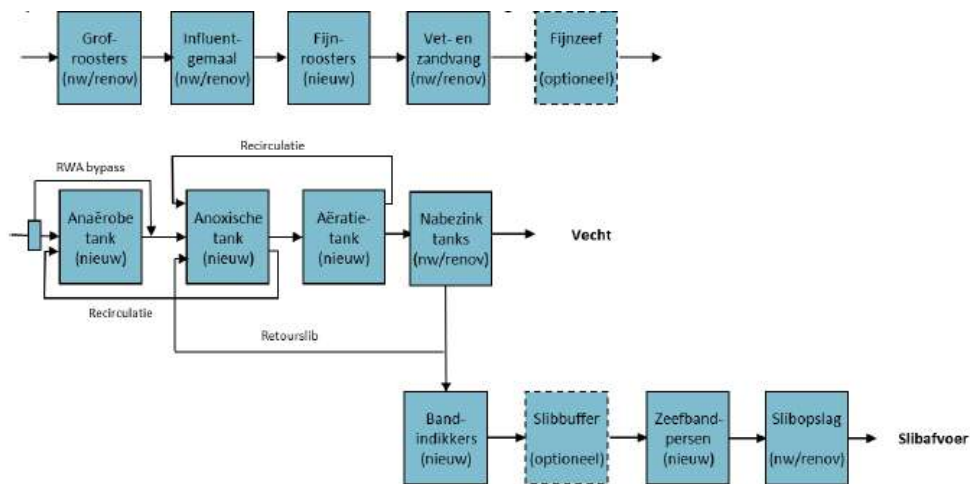 Grof-
roosters
(nw/renov)
Influent-
gemaal
(nw/renov)
Fijn-
roosters
(nieuw)
Vet- en
zandvang
(nw/renov)
Fijnzeef
(optioneel)
Recirculatie
RWA bypass
Anaërobe
tank
(nieuw)
Anoxische
tank
(nieuw)
Aëratie-
tank
(nieuw)
Nabezink
tanks
(nw/renov)
Vecht
Recirculatie
Retourslib
Band-
indikkers
(nieuw)
Slibbuffer
(optioneel)
Zeefband-
persen
(nieuw)
Slibopslag
(nw/renov)
Slibafvoer